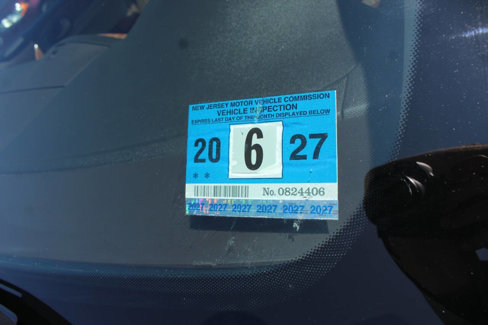 NEW JERSEY MOTOR VEHICLE COMMISSION
VEHICLE INSPECTION
EXPIRES LAST DAY OF THE MONTH DISPLAYED BELOW
20 6 27
* *
No. 0824406
2027 2027 2027 2027 2027 2027